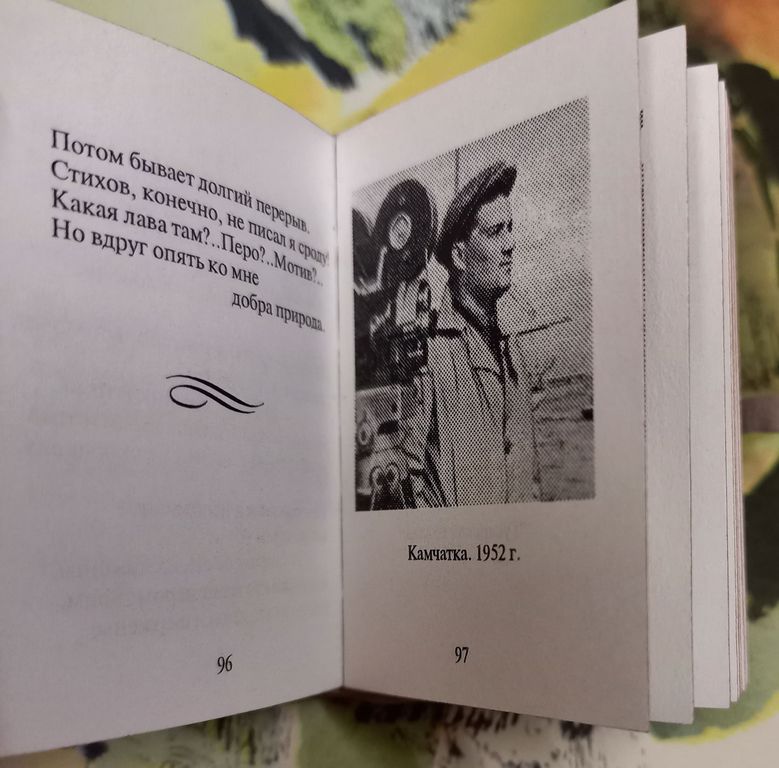 Потом бывает долгий перерыв.
Стихов, конечно, не писал я сроду!
Какая лава там?..Перо?..Мотив?..
Но вдруг опять ко мне
добра природа.
96
Камчатка. 1952 г.
97